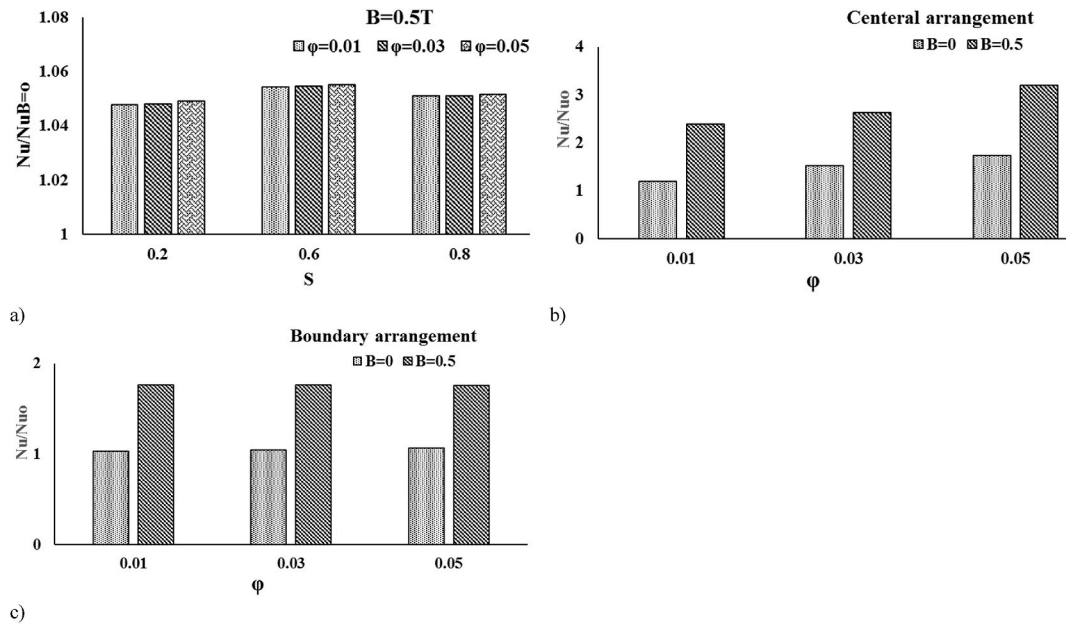 B=0.5T
φ=0.01 φ=0.03 φ=0.05
Nu/NuB=o
1.08
1.06
1.04
1.02
1
0.2 0.6 0.8
S
a)
Centeral arrangement
B=0 B=0.5
Nu/Nuo
4
3
2
1
0
0.01 0.03 0.05
φ
b)
Boundary arrangement
B=0 B=0.5
Nu/Nuo
2
1
0
0.01 0.03 0.05
φ
c)